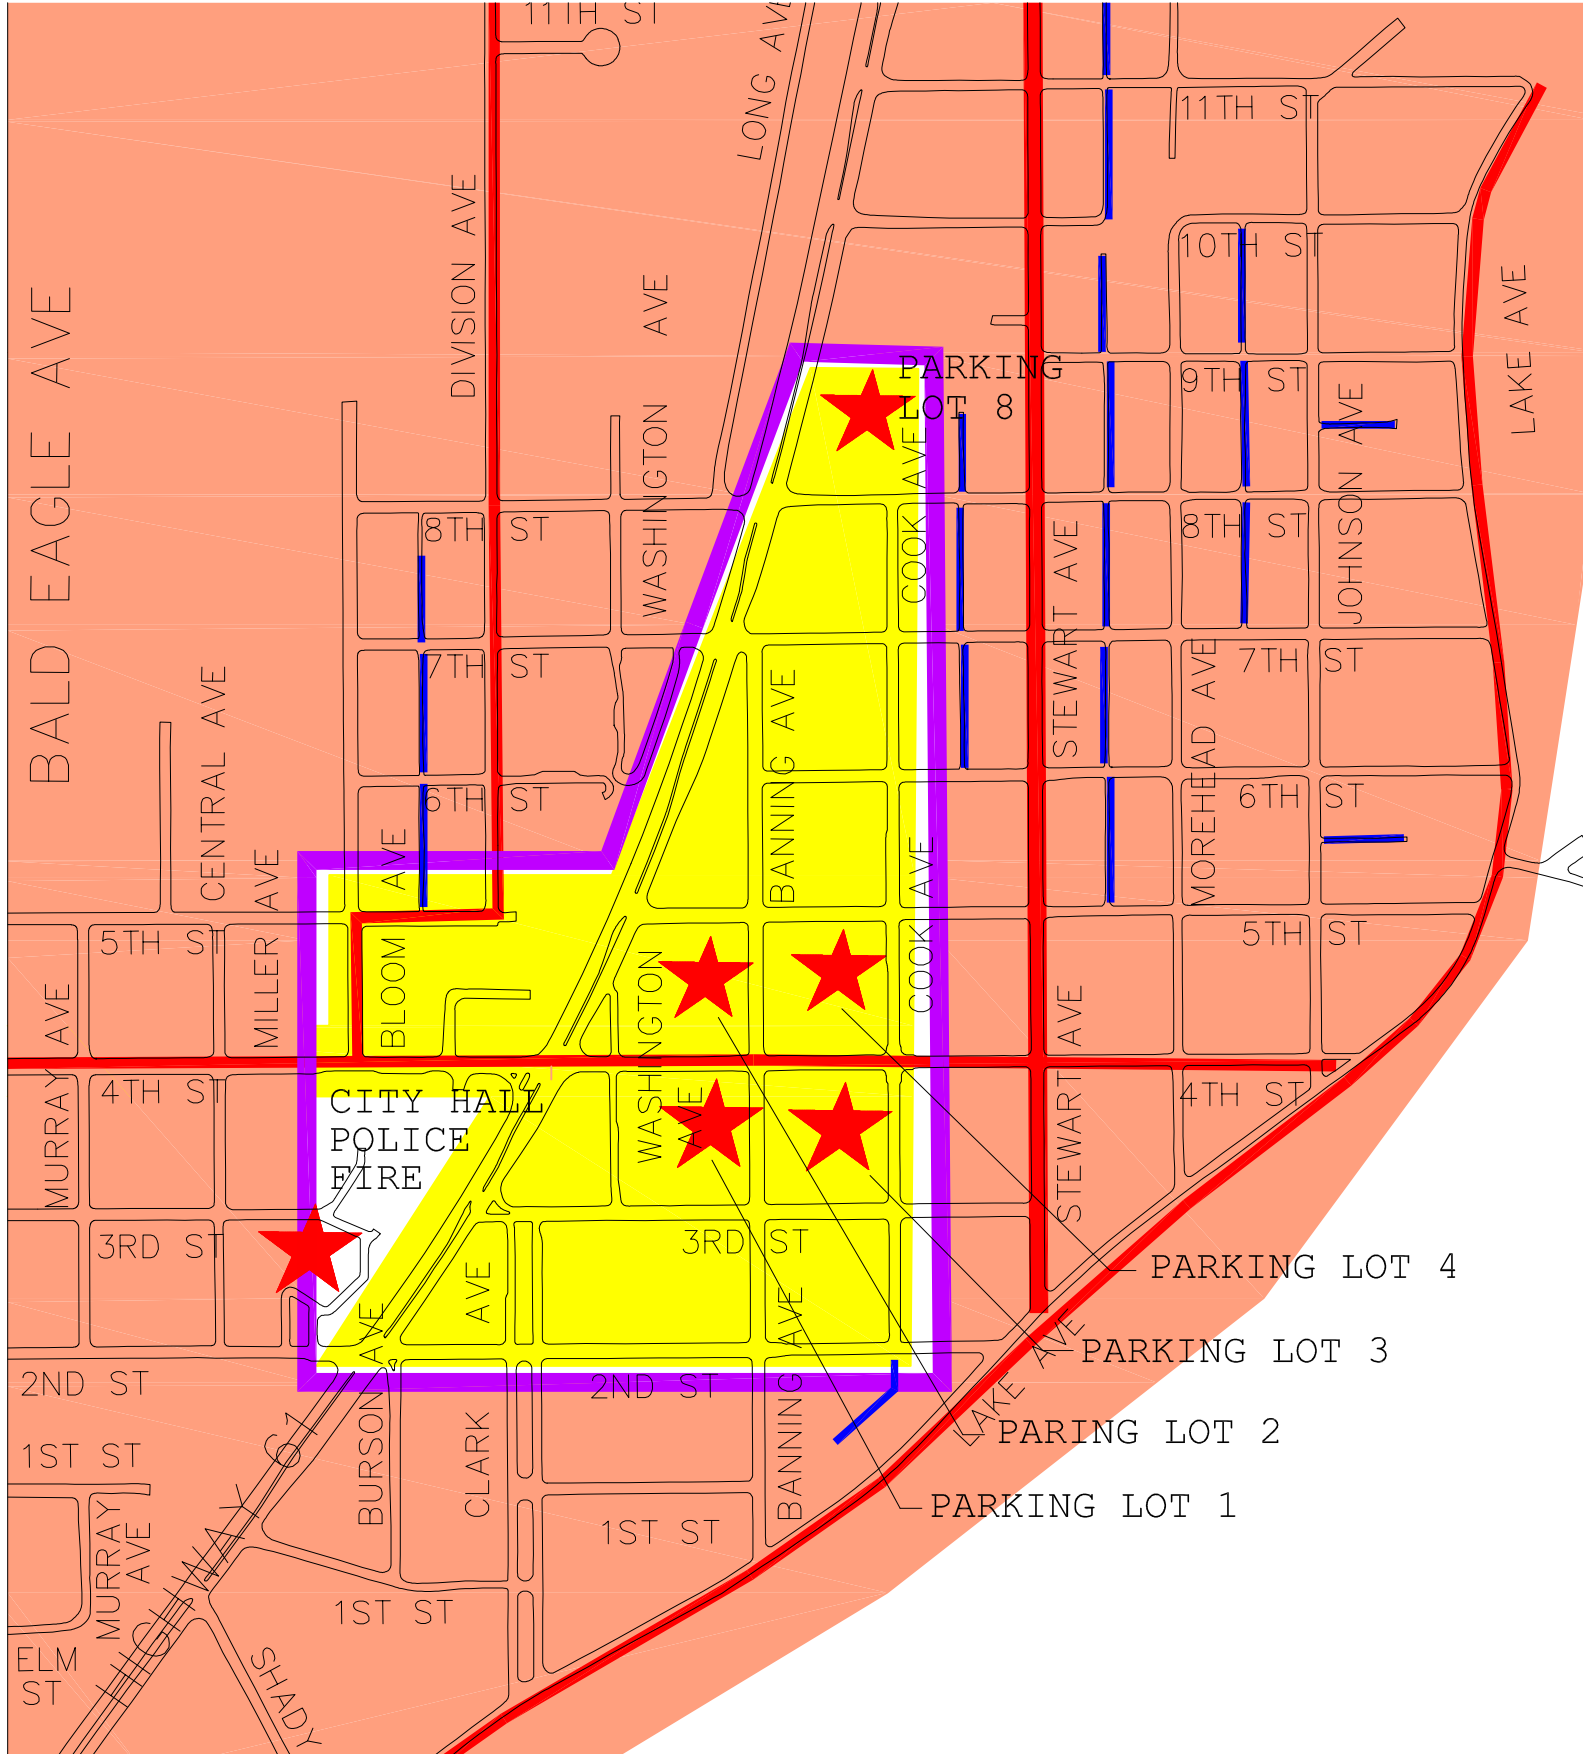 11TH ST
LONG AVE
11TH ST
DIVISION AVE
10TH ST
BALD EAGLE AVE
WASHINGTON AVE
LAKE AVE
PARKING
LOT 8
9TH ST
JOHNSON AVE
COOK AVE
8TH ST
8TH ST
STEWART AVE
7TH ST
7TH ST
MOREHEAD AVE
CENTRAL AVE
BANNING AVE
6TH ST
6TH ST
MILLER AVE
BLOOM AVE
COOK AVE
5TH ST
5TH ST
MURRAY AVE
WASHINGTON
AVE
STEWART AVE
4TH ST
4TH ST
CITY HALL
POLICE
FIRE
3RD ST
3RD ST
PARKING LOT 4
BURSON AVE
CLARK AVE
BANNING AVE
LAKE AVE
PARKING LOT 3
2ND ST
2ND ST
PARING LOT 2
1ST ST
HIGHWAY 61
PARKING LOT 1
1ST ST
MURRAY
AVE
1ST ST
ELM
ST
SHADY